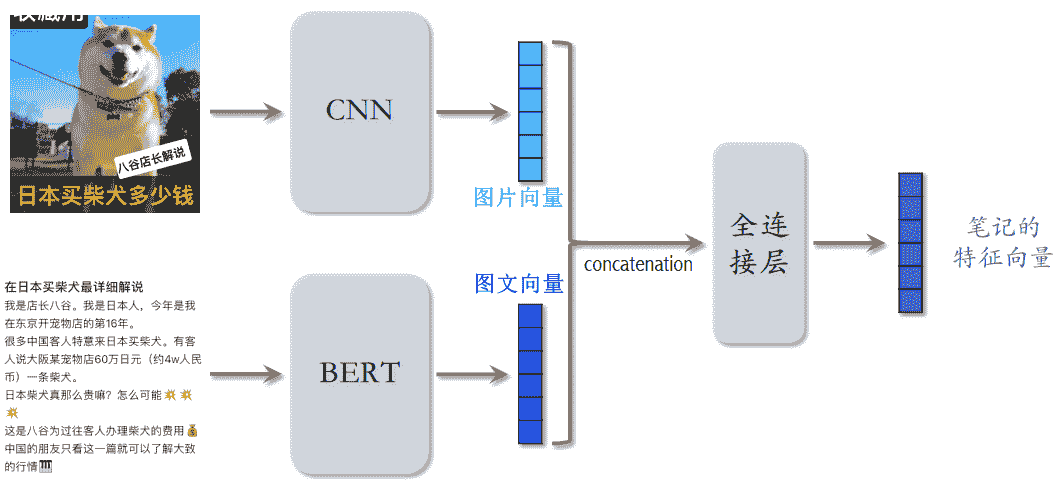 收藏用
八谷店长解说
日本买柴犬多少钱
CNN
图片向量
在日本买柴犬最详细解说
我是店长八谷。我是日本人，今年是我
在东京开宠物店的第16年。
很多中国客人特意来日本买柴犬。有客
人说大阪某宠物店60万日元（约4w人民
币）一条柴犬。
日本柴犬真那么贵嘛？怎么可能💥💥
💥
这是八谷为过往客人办理柴犬的费用💰
中国的朋友只看这一篇就可以了解大致
的行情🎹
BERT
图文向量
concatenation
全连
接层
笔记的
特征向量